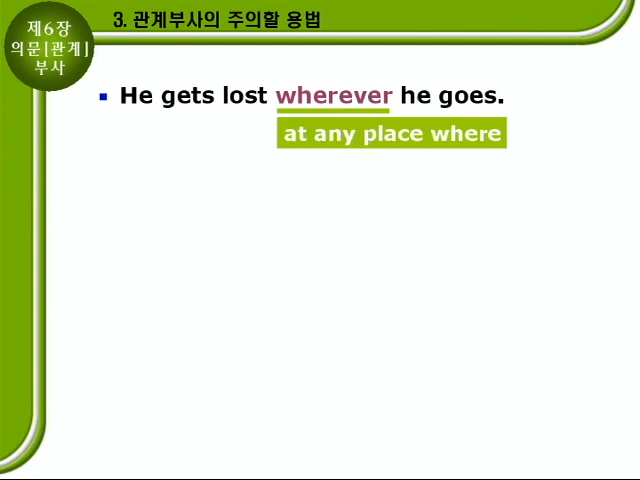 제6장
의문[관계]
부사
3. 관계부사의 주의할 용법
He gets lost wherever he goes.
at any place where